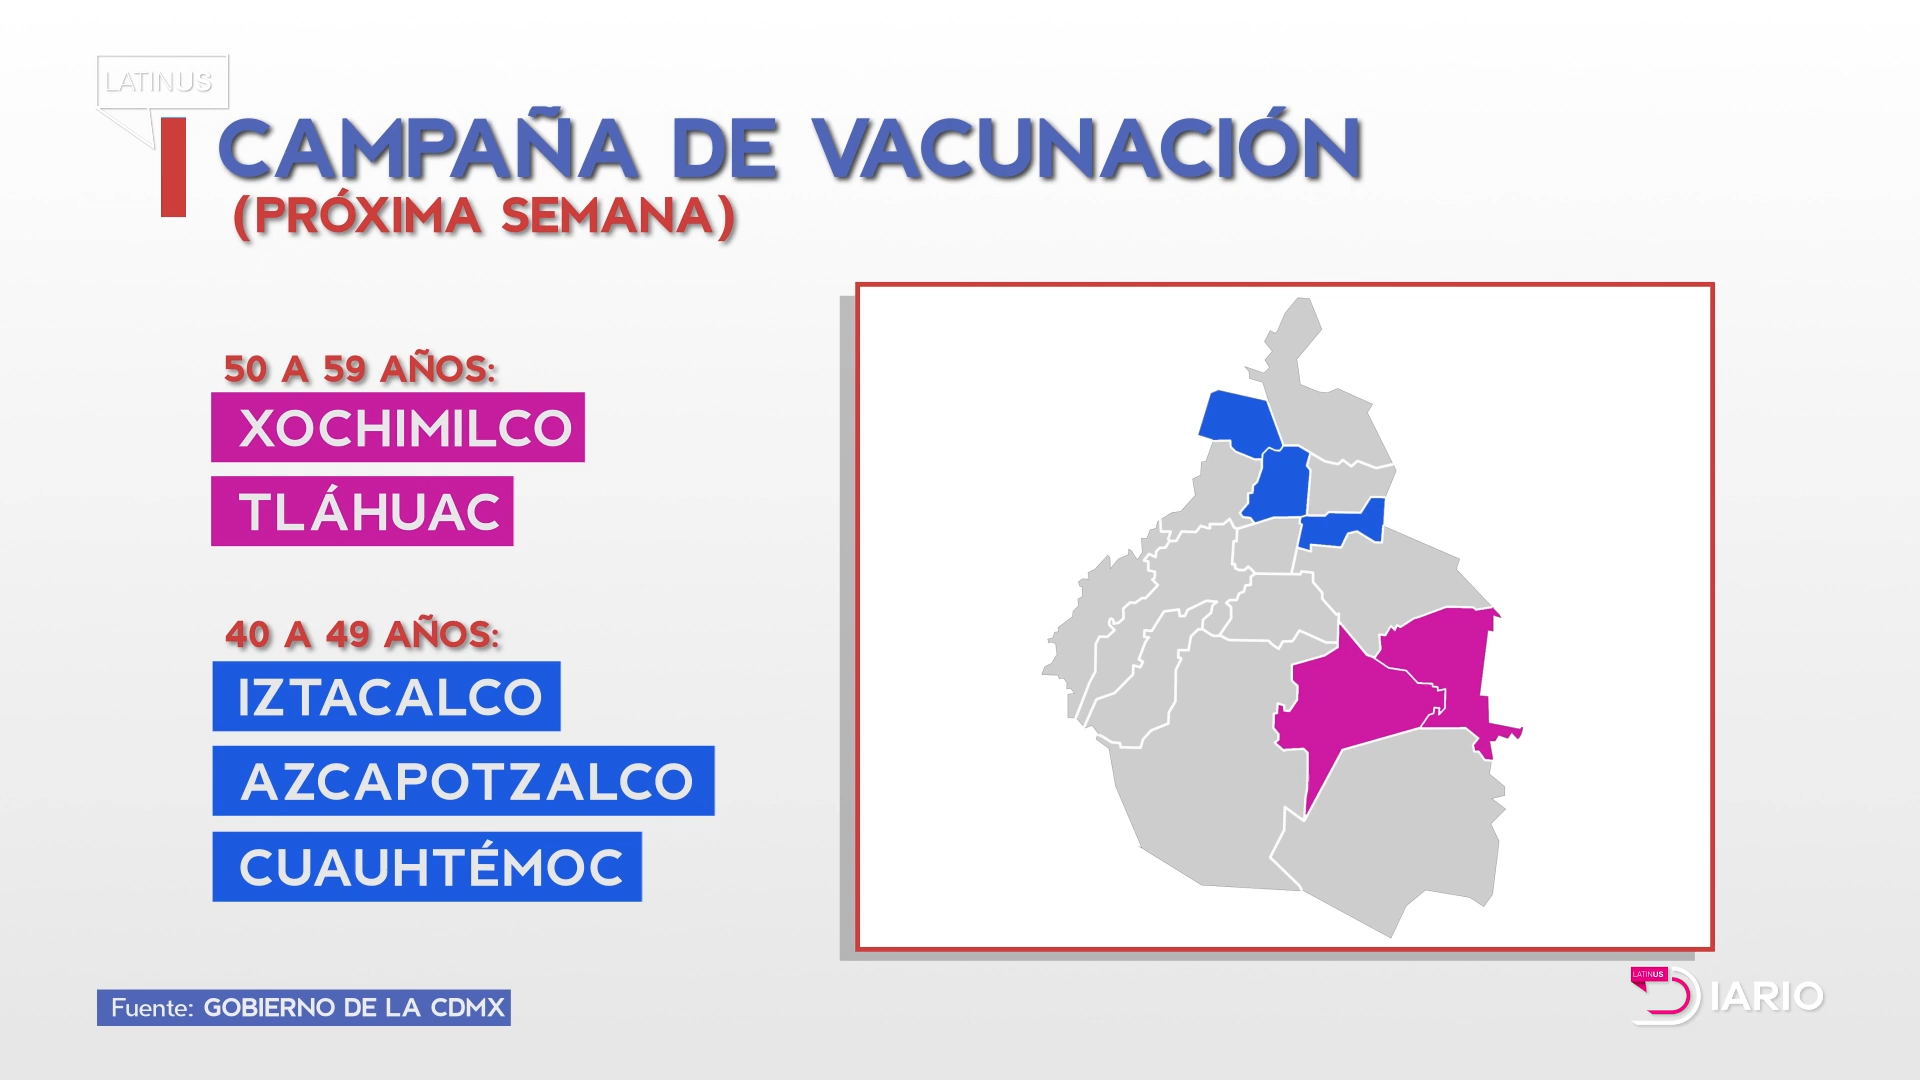 LATINUS
CAMPAÑA DE VACUNACIÓN
(PRÓXIMA SEMANA)
50 A 59 AÑOS:
XOCHIMILCO
TLÁHUAC
40 A 49 AÑOS:
IZTACALCO
AZCAPOTZALCO
CUAUHTÉMOC
Fuente: GOBIERNO DE LA CDMX
LATINUS
DIARIO